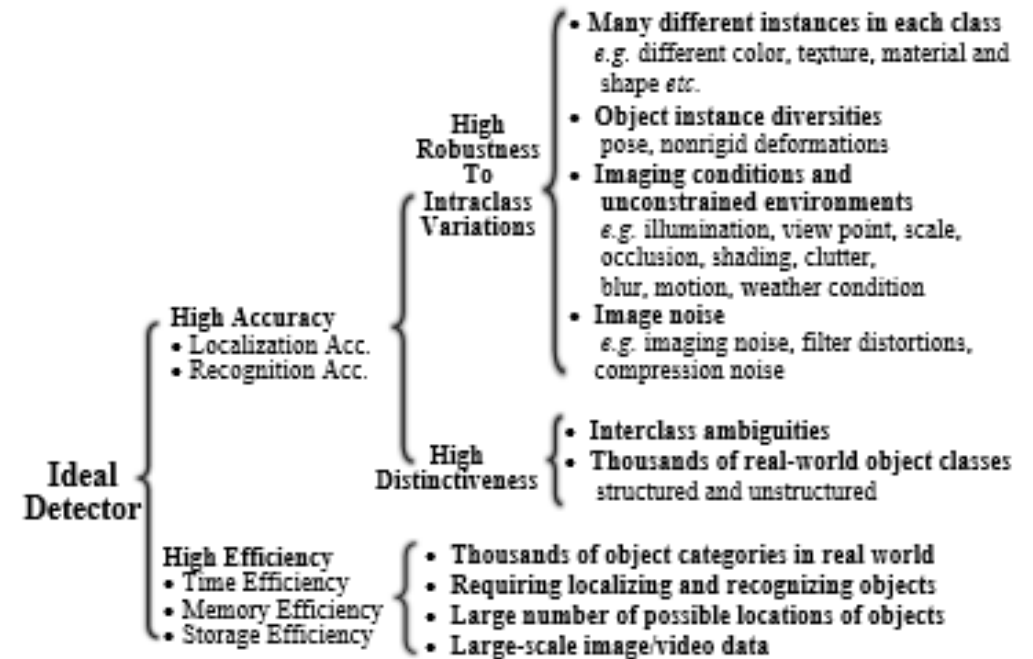 Ideal
Detector
High Accuracy
• Localization Acc.
• Recognition Acc.
High
Robustness
To
Intraclass
Variations
• Many different instances in each class
e.g. different color, texture, material and
shape etc.
• Object instance diversities
pose, nonrigid deformations
• Imaging conditions and
unconstrained environments
e.g. illumination, view point, scale,
occlusion, shading, clutter,
blur, motion, weather condition
• Image noise
e.g. imaging noise, filter distortions,
compression noise
High
Distinctiveness
• Interclass ambiguities
• Thousands of real-world object classes
structured and unstructured
High Efficiency
• Time Efficiency
• Memory Efficiency
• Storage Efficiency
• Thousands of object categories in real world
• Requiring localizing and recognizing objects
• Large number of possible locations of objects
• Large-scale image/video data